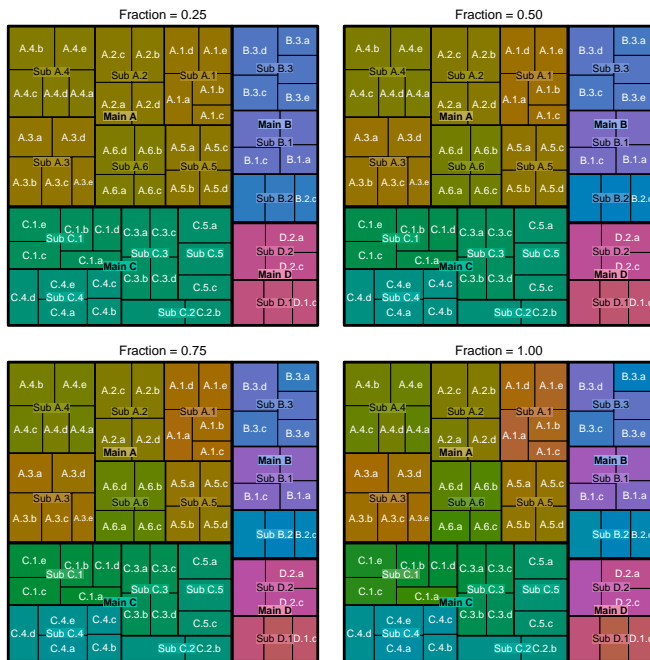 Fraction = 0.25 Fraction = 0.50
A.4.b A.4.e A.2.c A.2.b A.1.d A.1.e B.3.d B.3.a A.4.b A.4.e A.2.c A.2.b A.1.d A.1.e B.3.d B.3.a
Sub A.4 Sub A.2 Sub A.1 Sub B.3 Sub A.4 Sub A.2 Sub A.1 Sub B.3
A.4.c A.4.d A.4.a A.2.a A.2.d A.1.a A.1.b B.3.c B.3.e A.4.c A.4.d A.4.a A.2.a A.2.d A.1.a A.1.b B.3.c B.3.e
Main A A.1.c Main B Main A A.1.c Main B
A.3.a A.3.d A.6.d A.6.b A.5.a A.5.c Sub B.1 A.3.a A.3.d A.6.d A.6.b A.5.a A.5.c Sub B.1
Sub A.3 Sub A.6 Sub A.5 B.1.c B.1.a Sub A.3 Sub A.6 Sub A.5 B.1.c B.1.a
A.3.b A.3.c A.3.e A.6.a A.6.c A.5.b A.5.d Sub B.2 B.2.c A.3.b A.3.c A.3.e A.6.a A.6.c A.5.b A.5.d Sub B.2 B.2.c
C.1.e C.1.b C.1.d C.3.a C.3.c C.5.a D.2.a C.1.e C.1.b C.1.d C.3.a C.3.c C.5.a D.2.a
Sub C.1 Sub C.3 Sub C.5 Sub D.2 Sub C.1 Sub C.3 Sub C.5 Sub D.2
C.1.c C.1.a Main C D.2.c C.1.c C.1.a Main C D.2.c
C.4.d C.4.e C.4.c C.3.b C.3.d C.5.c Main D C.4.d C.4.e C.4.c C.3.b C.3.d C.5.c Main D
Sub C.4 Sub D.1 D.1.c Sub C.4 Sub D.1 D.1.c
C.4.a C.4.b Sub C.2 C.2.b C.4.a C.4.b Sub C.2 C.2.b
Fraction = 0.75 Fraction = 1.00
A.4.b A.4.e A.2.c A.2.b A.1.d A.1.e B.3.d B.3.a A.4.b A.4.e A.2.c A.2.b A.1.d A.1.e B.3.d B.3.a
Sub A.4 Sub A.2 Sub A.1 Sub B.3 Sub A.4 Sub A.2 Sub A.1 Sub B.3
A.4.c A.4.d A.4.a A.2.a A.2.d A.1.a A.1.b B.3.c B.3.e A.4.c A.4.d A.4.a A.2.a A.2.d A.1.a A.1.b B.3.c B.3.e
Main A A.1.c Main B Main A A.1.c Main B
A.3.a A.3.d A.6.d A.6.b A.5.a A.5.c Sub B.1 A.3.a A.3.d A.6.d A.6.b A.5.a A.5.c Sub B.1
Sub A.3 Sub A.6 Sub A.5 B.1.c B.1.a Sub A.3 Sub A.6 Sub A.5 B.1.c B.1.a
A.3.b A.3.c A.3.e A.6.a A.6.c A.5.b A.5.d Sub B.2 B.2.c A.3.b A.3.c A.3.e A.6.a A.6.c A.5.b A.5.d Sub B.2 B.2.c
C.1.e C.1.b C.1.d C.3.a C.3.c C.5.a D.2.a C.1.e C.1.b C.1.d C.3.a C.3.c C.5.a D.2.a
Sub C.1 Sub C.3 Sub C.5 Sub D.2 Sub C.1 Sub C.3 Sub C.5 Sub D.2
C.1.c C.1.a Main C D.2.c C.1.c C.1.a Main C D.2.c
C.4.d C.4.e C.4.c C.3.b C.3.d C.5.c Main D C.4.d C.4.e C.4.c C.3.b C.3.d C.5.c Main D
Sub C.4 Sub D.1 D.1.c Sub C.4 Sub D.1 D.1.c
C.4.a C.4.b Sub C.2 C.2.b C.4.a C.4.b Sub C.2 C.2.b